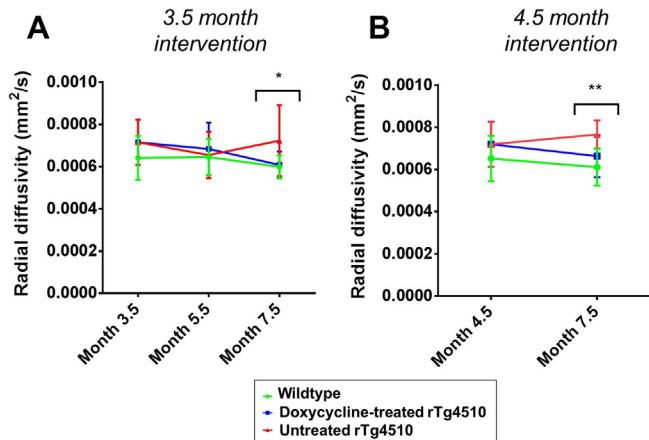 A
3.5 month
intervention
Radial diffusivity (mm²/s)
0.0010
0.0008
0.0006
0.0004
0.0002
0.0000
*
Month 3.5
Month 5.5
Month 7.5
B
4.5 month
intervention
Radial diffusivity (mm²/s)
0.0010
0.0008
0.0006
0.0004
0.0002
0.0000
**
Month 4.5
Month 7.5
Wildtype
Doxycycline-treated rTg4510
Untreated rTg4510